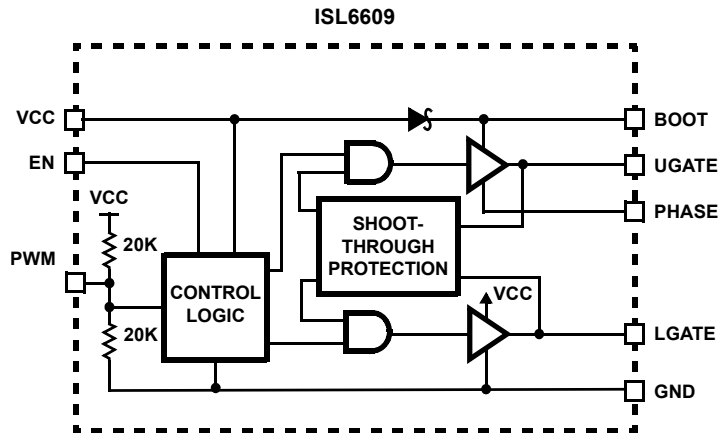 ISL6609
VCC
BOOT
EN
UGATE
VCC
PHASE
20K
SHOOT-
THROUGH
PROTECTION
PWM
CONTROL
LOGIC
VCC
20K
LGATE
GND